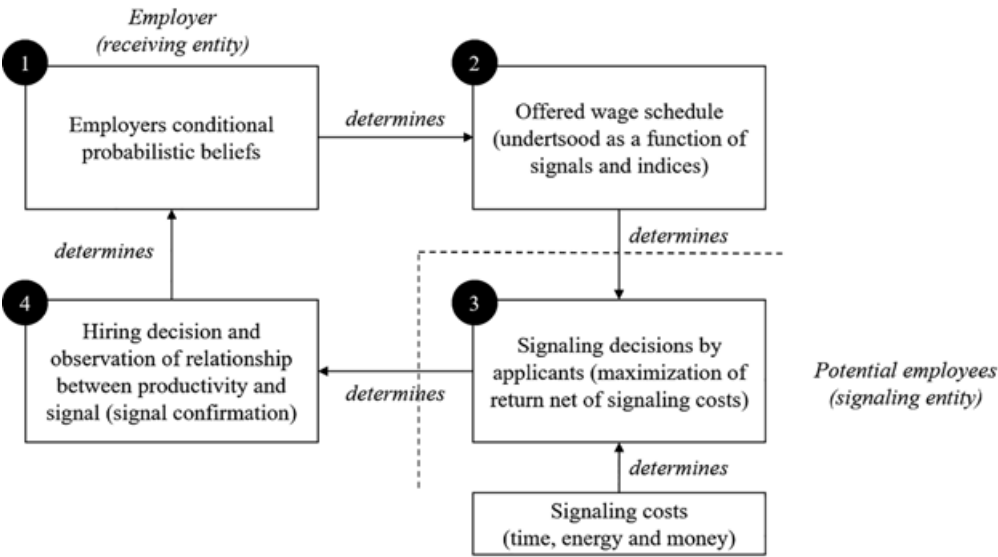 Employer
(receiving entity)
1
Employers conditional
probabilistic beliefs
determines
2
Offered wage schedule
(undertsood as a function of
signals and indices)
determines
determines
4
Hiring decision and
observation of relationship
between productivity and
signal (signal confirmation)
determines
3
Signaling decisions by
applicants (maximization of
return net of signaling costs)
Potential employees
(signaling entity)
determines
Signaling costs
(time, energy and money)